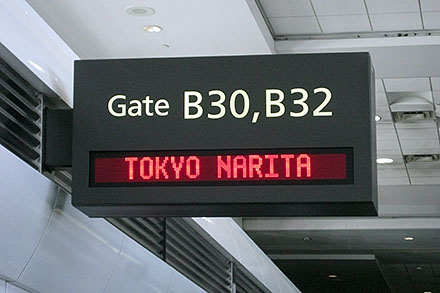 Gate B30,B32
TOKYO NARITA